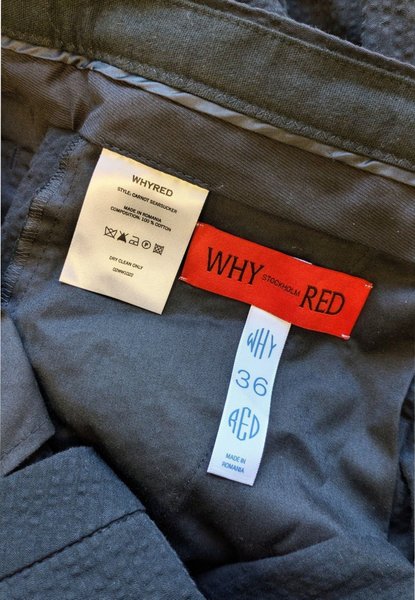 WHYRED
STYLE: CARNOT SEERSUCKER
MADE IN ROMANIA
COMPOSITION: 100 % COTTON
P
DRY CLEAN ONLY
WHY STOCKHOLM RED
WHY
36
RED
MADE IN
ROMANIA